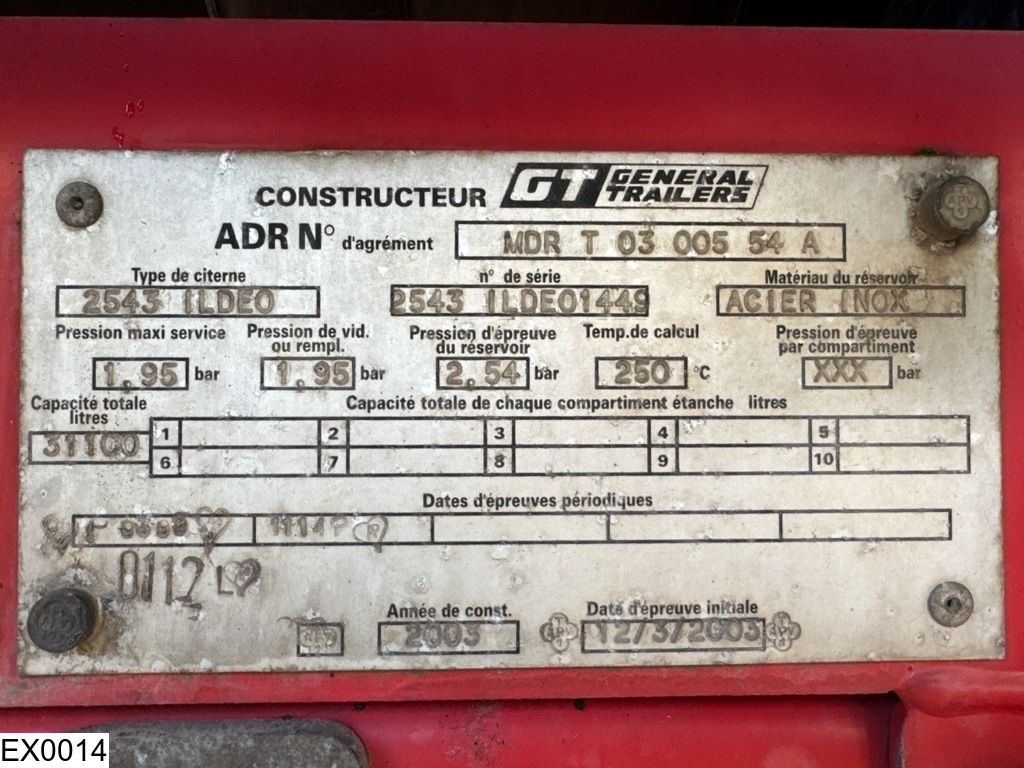 CONSTRUCTEUR GT GENERAL TRAILERS
ADR N° d'agrément MDR T 03 005 54 A
Type de citerne n° de série Matériau du réservoir
2543 ILDEO 2543 ILDEO1449 ACIER INOX
Pression maxi service Pression de vid. ou rempl. Pression d'épreuve du réservoir Temp.de calcul Pression d'épreuve par compartiment
1,95 bar 1,95 bar 2,54 bar 250 °C XXX bar
Capacité totale litres Capacité totale de chaque compartiment étanche litres
31100 1 2 3 4 5
6 7 8 9 10
Dates d'épreuves périodiques
1114P
0112 LP
Année de const. Date d'épreuve initiale
2003 12/3/2003
EX0014